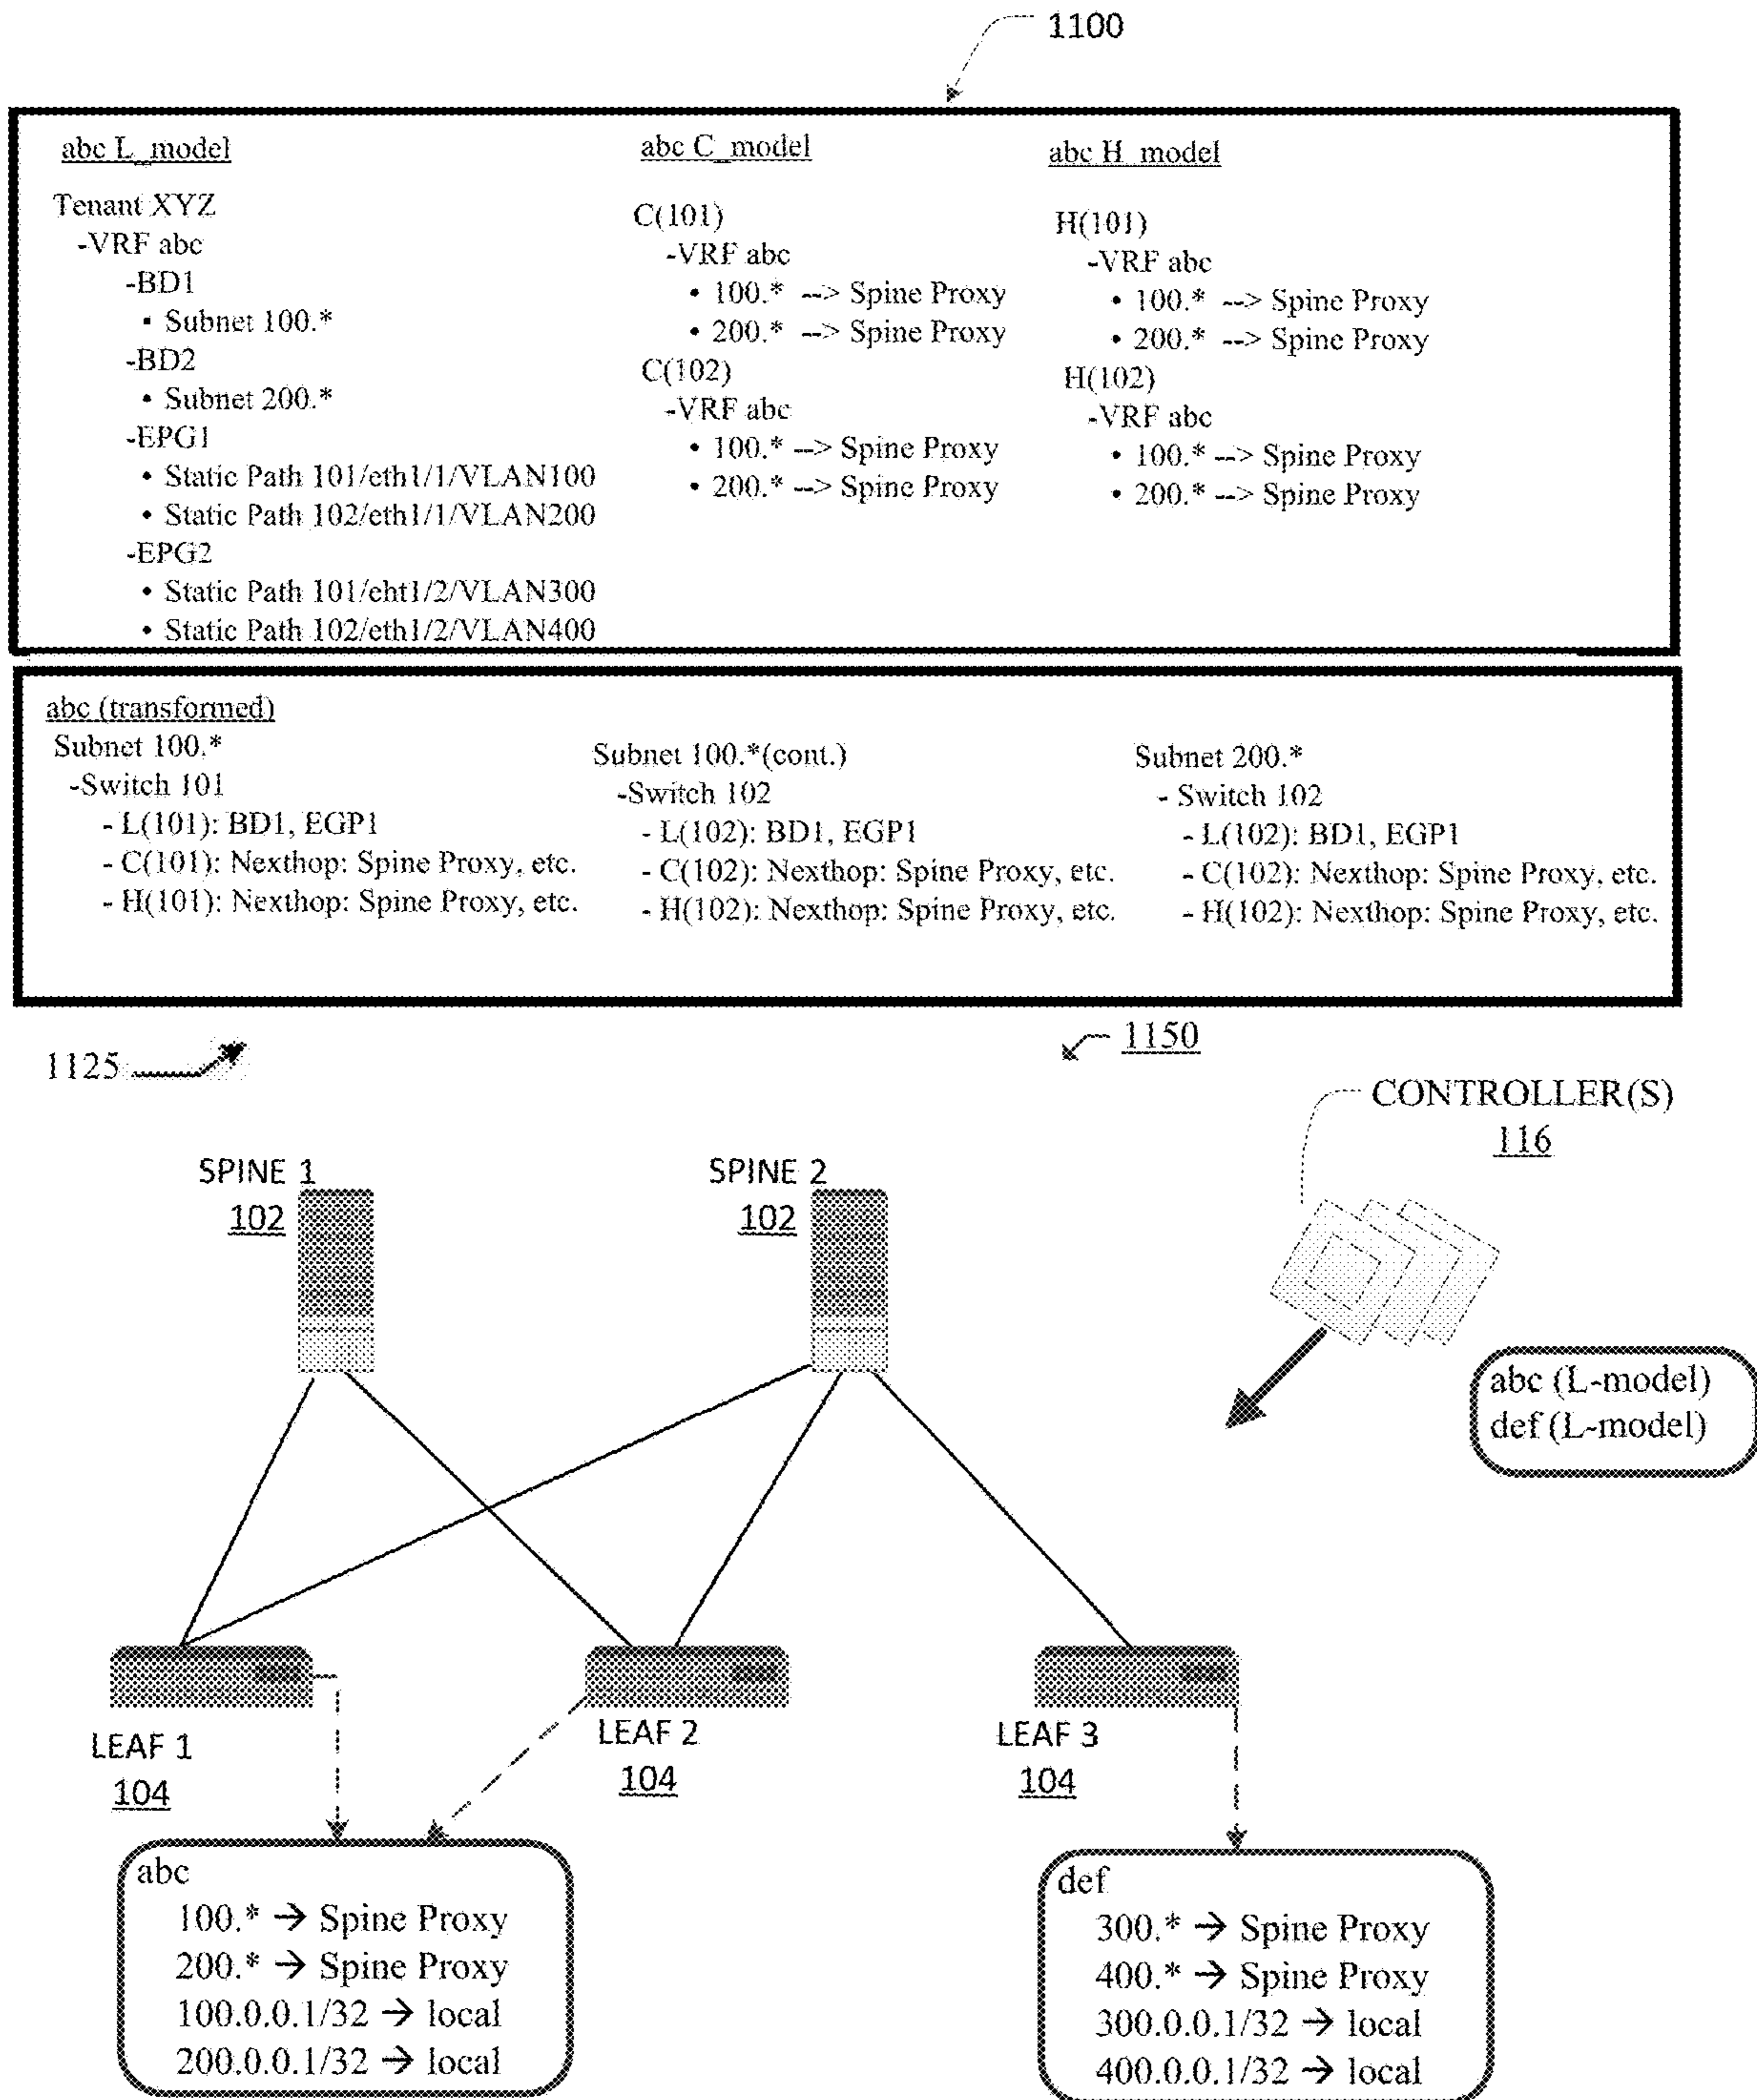 1100
abc L_model
Tenant XYZ
-VRF abc
-BD1
▪ Subnet 100.*
-BD2
• Subnet 200.*
-EPG1
• Static Path 101/eth1/1/VLAN100
• Static Path 102/eth1/1/VLAN200
-EPG2
• Static Path 101/eht1/2/VLAN300
• Static Path 102/eth1/2/VLAN400
abc C_model
C(101)
-VRF abc
• 100.* --> Spine Proxy
• 200.* --> Spine Proxy
C(102)
-VRF abc
• 100.* --> Spine Proxy
• 200.* --> Spine Proxy
abc H_model
H(101)
-VRF abc
• 100.* --> Spine Proxy
• 200.* --> Spine Proxy
H(102)
-VRF abc
• 100.* --> Spine Proxy
• 200.* --> Spine Proxy
abc (transformed)
Subnet 100.*
-Switch 101
- L(101): BD1, EGP1
- C(101): Nexthop: Spine Proxy, etc.
- H(101): Nexthop: Spine Proxy, etc.
Subnet 100.*(cont.)
-Switch 102
- L(102): BD1, EGP1
- C(102): Nexthop: Spine Proxy, etc.
- H(102): Nexthop: Spine Proxy, etc.
Subnet 200.*
- Switch 102
- L(102): BD1, EGP1
- C(102): Nexthop: Spine Proxy, etc.
- H(102): Nexthop: Spine Proxy, etc.
1125
1150
CONTROLLER(S)
116
SPINE 1
102
SPINE 2
102
abc (L-model)
def (L-model)
LEAF 1
104
LEAF 2
104
LEAF 3
104
abc
100.* → Spine Proxy
200.* → Spine Proxy
100.0.0.1/32 → local
200.0.0.1/32 → local
def
300.* → Spine Proxy
400.* → Spine Proxy
300.0.0.1/32 → local
400.0.0.1/32 → local